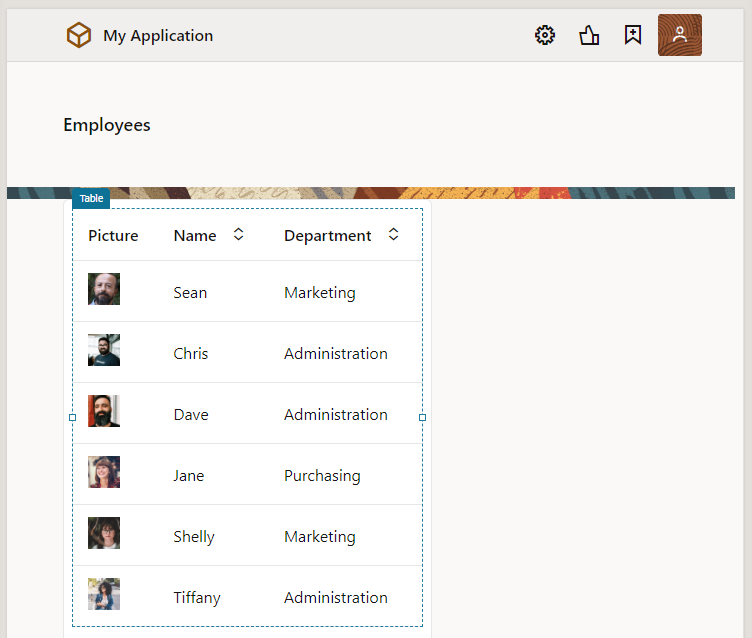 My Application
Employees
Table
Picture Name Department
Sean Marketing
Chris Administration
Dave Administration
Jane Purchasing
Shelly Marketing
Tiffany Administration